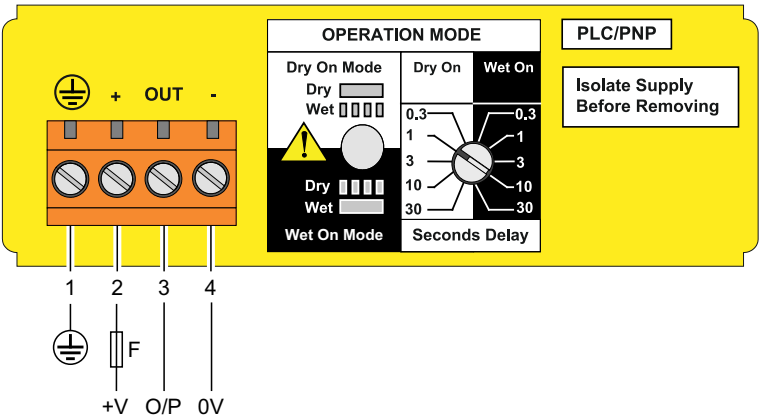 OPERATION MODE
PLC/PNP
Dry On Mode
Dry On
Wet On
Isolate Supply
Before Removing
+ OUT -
Dry
Wet
0.3 0.3
1 1
3 3
10 10
30 30
Dry
Wet
Wet On Mode
Seconds Delay
1 2 3 4
F
+V O/P 0V